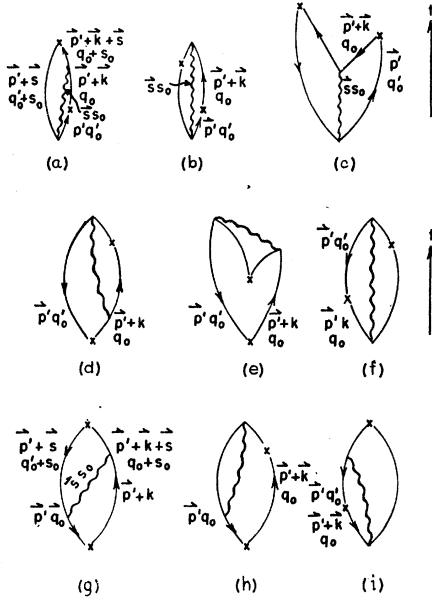 p⃗'+k⃗+s⃗
q₀+s₀
p⃗'+s⃗
q₀'+s₀
p⃗'+k⃗
q₀
s⃗s₀
p⃗'q₀'
(a)
s⃗s₀
p⃗'+k⃗
q₀
p⃗'q₀'
(b)
p⃗'+k⃗
q₀
p⃗'
q₀'
s⃗s₀
(c)
t
p⃗'q₀'
p⃗'+k
q₀
(d)
p⃗'q₀'
p⃗'+k
q₀
(e)
p⃗'q₀'
p⃗'k
q₀
(f)
t
p⃗'+s⃗
q₀'+s₀
p⃗'+k⃗+s⃗
q₀+s₀
s⃗s₀
p⃗'+k
p⃗'q⃗₀
(g)
p⃗'+k⃗
q₀
p⃗'q₀
(h)
p⃗'q₀'
p⃗'+k⃗
q₀
(i)